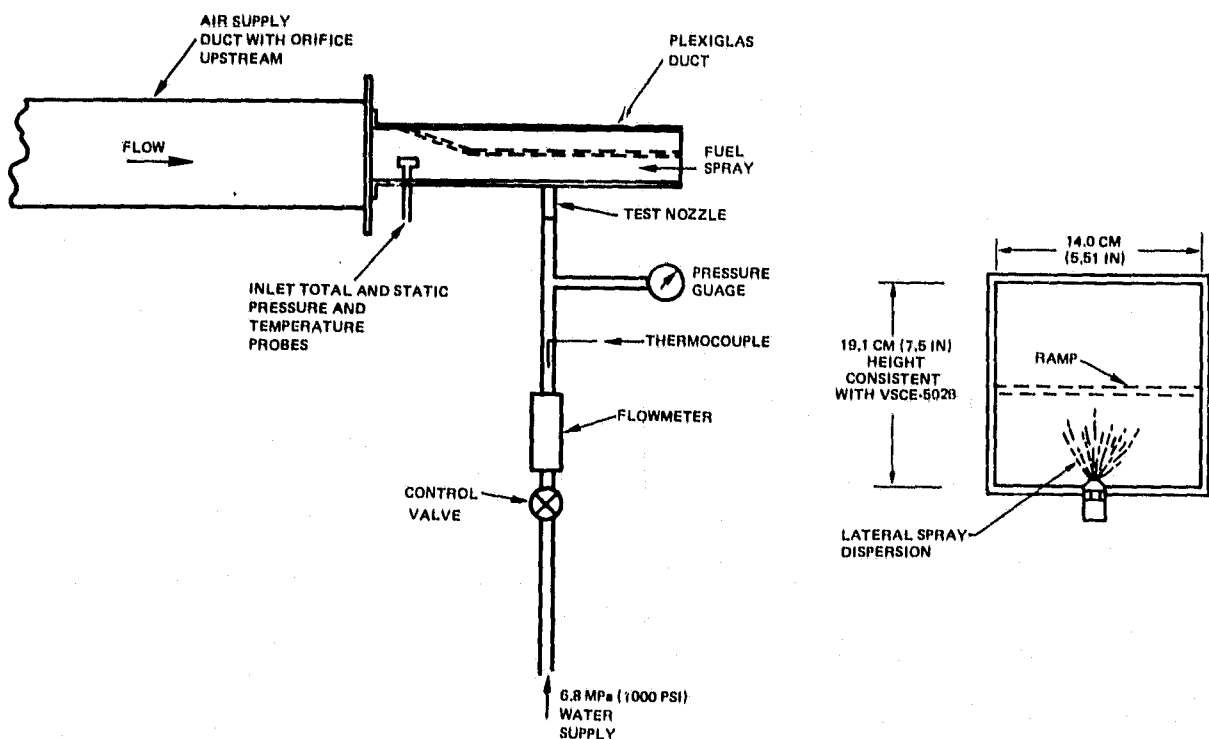 AIR SUPPLY
DUCT WITH ORIFICE
UPSTREAM
PLEXIGLAS
DUCT
FLOW
FUEL
SPRAY
TEST NOZZLE
INLET TOTAL AND STATIC
PRESSURE AND
TEMPERATURE
PROBES
PRESSURE
GUAGE
THERMOCOUPLE
FLOWMETER
CONTROL
VALVE
6.8 MPa (1000 PSI)
WATER
SUPPLY
14.0 CM
(5.51 IN)
19.1 CM (7.5 IN)
HEIGHT
CONSISTENT
WITH VSCE-502B
RAMP
LATERAL SPRAY
DISPERSION